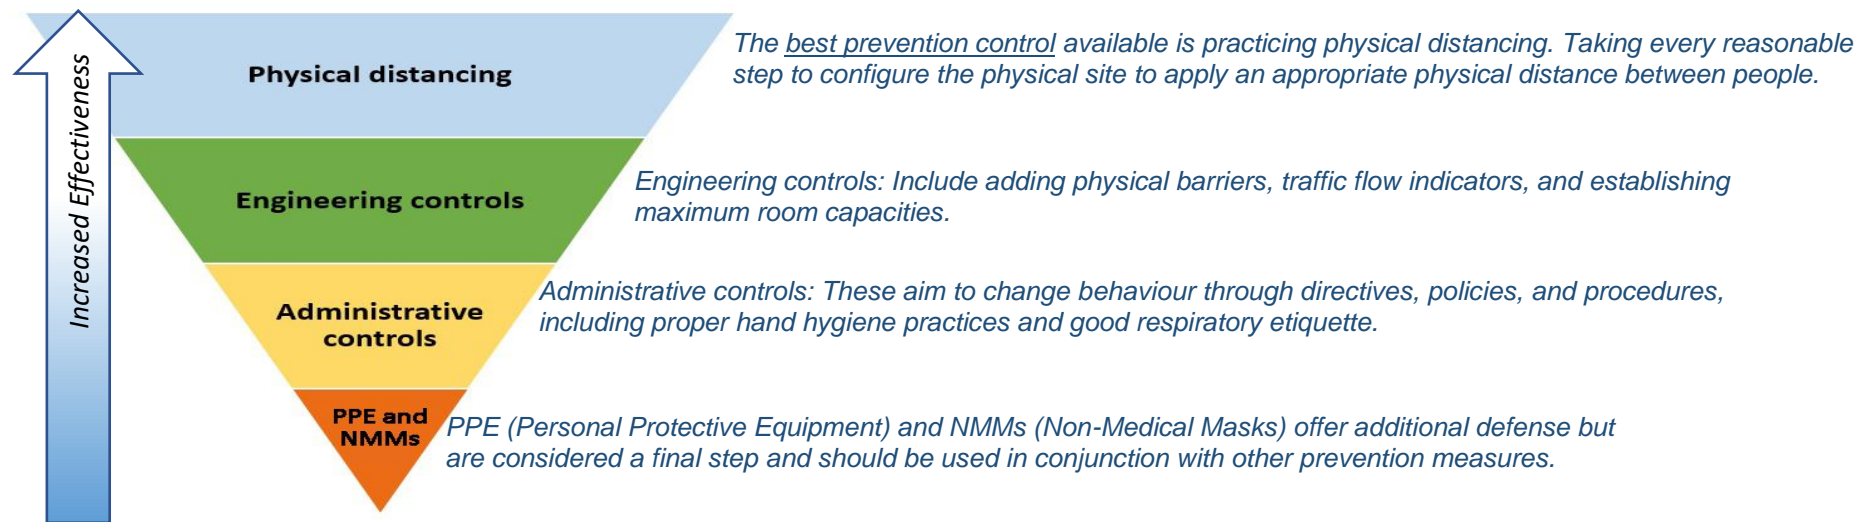 Increased Effectiveness
Physical distancing
The best prevention control available is practicing physical distancing. Taking every reasonable
step to configure the physical site to apply an appropriate physical distance between people.
Engineering controls
Engineering controls: Include adding physical barriers, traffic flow indicators, and establishing
maximum room capacities.
Administrative
controls
Administrative controls: These aim to change behaviour through directives, policies, and procedures,
including proper hand hygiene practices and good respiratory etiquette.
PPE and
NMMs
PPE (Personal Protective Equipment) and NMMs (Non-Medical Masks) offer additional defense but
are considered a final step and should be used in conjunction with other prevention measures.